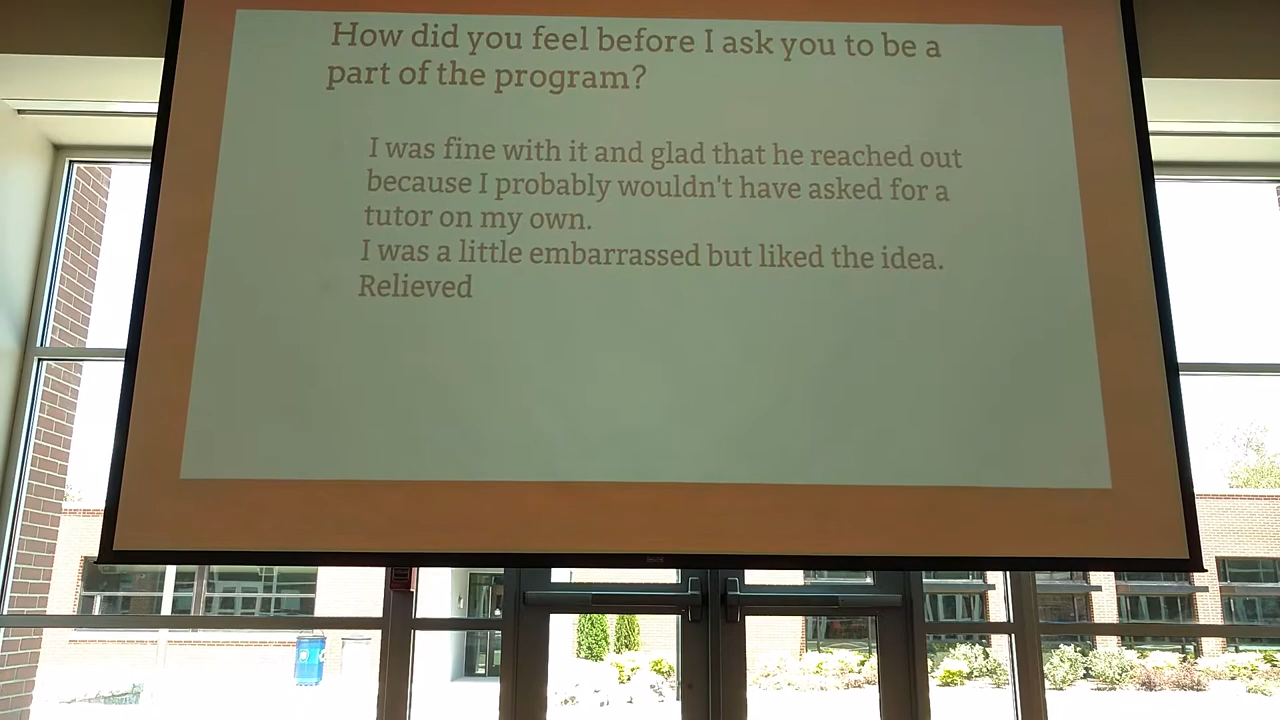 How did you feel before I ask you to be a
part of the program?
I was fine with it and glad that he reached out
because I probably wouldn't have asked for a
tutor on my own.
I was a little embarrassed but liked the idea.
Relieved